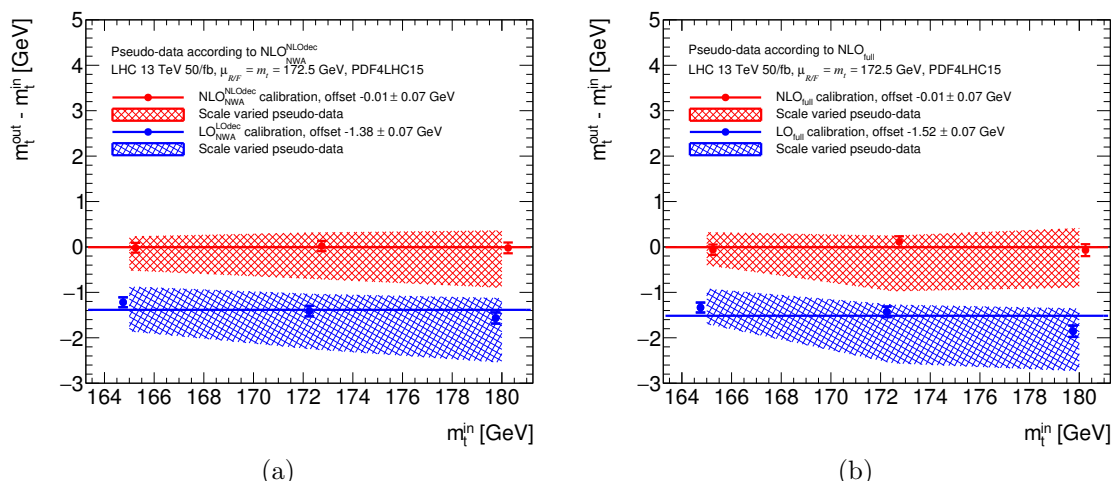 m_t^out - m_t^in [GeV]
5
4
3
2
1
0
−1
−2
−3
Pseudo-data according to NLO_NWA^NLOdec
LHC 13 TeV 50/fb, μ_R/F = m_t = 172.5 GeV, PDF4LHC15
NLO_NWA^NLOdec calibration, offset -0.01 ± 0.07 GeV
Scale varied pseudo-data
LO_NWA^LOdec calibration, offset -1.38 ± 0.07 GeV
Scale varied pseudo-data
164 166 168 170 172 174 176 178 180
m_t^in [GeV]
(a)
m_t^out - m_t^in [GeV]
5
4
3
2
1
0
−1
−2
−3
Pseudo-data according to NLO_full
LHC 13 TeV 50/fb, μ_R/F = m_t = 172.5 GeV, PDF4LHC15
NLO_full calibration, offset -0.01 ± 0.07 GeV
Scale varied pseudo-data
LO_full calibration, offset -1.52 ± 0.07 GeV
Scale varied pseudo-data
164 166 168 170 172 174 176 178 180
m_t^in [GeV]
(b)